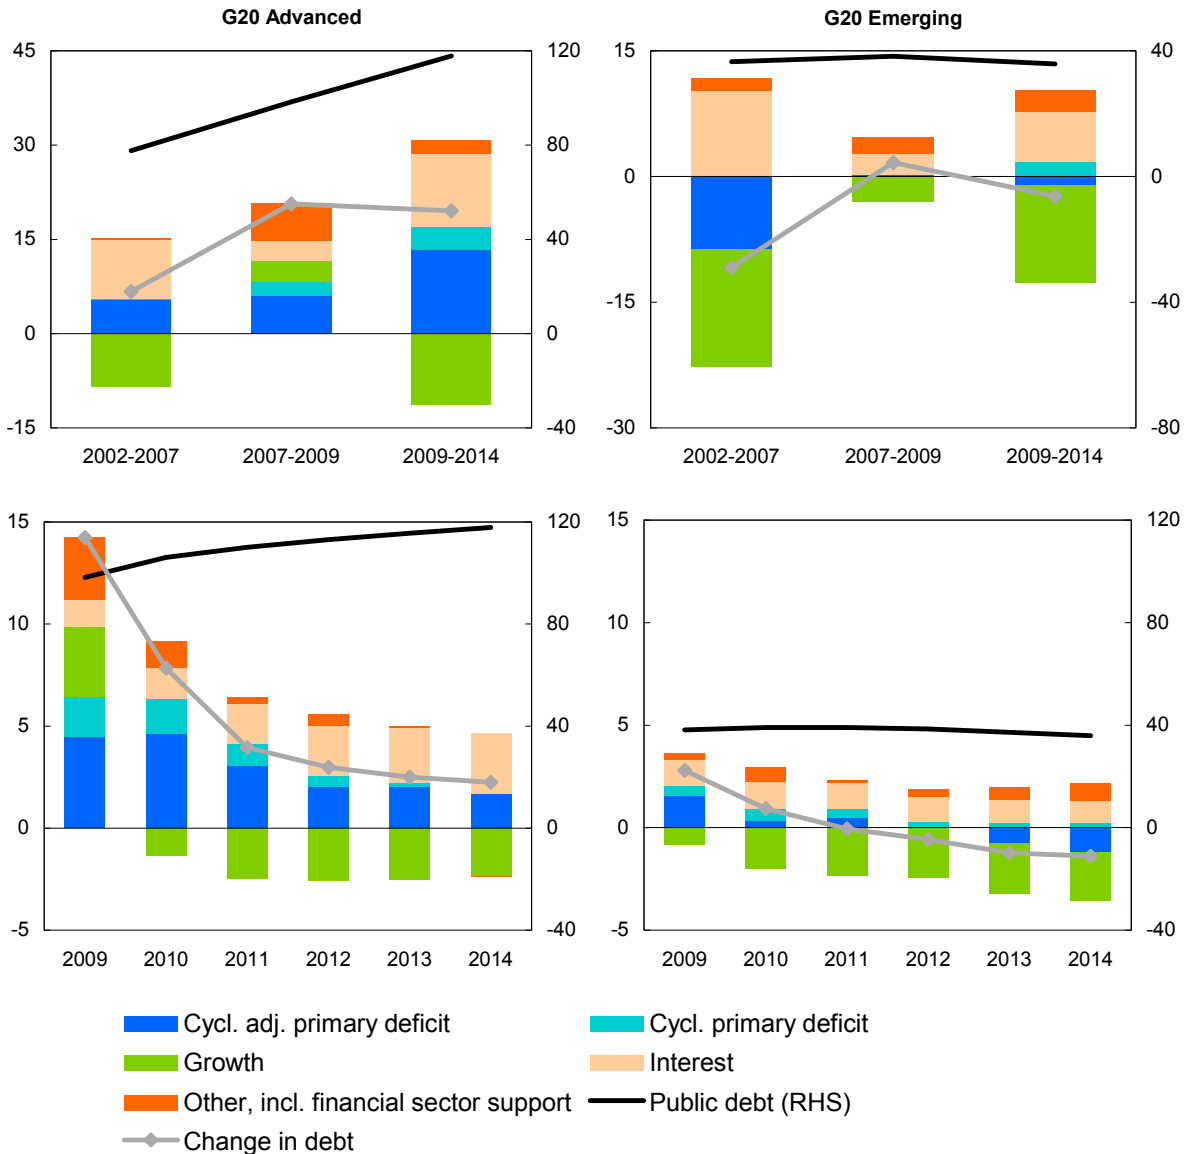 G20 Advanced
G20 Emerging
45
30
15
0
-15
120
80
40
0
-40
2002-2007 2007-2009 2009-2014
15
0
-15
-30
40
0
-40
-80
2002-2007 2007-2009 2009-2014
15
10
5
0
-5
120
80
40
0
-40
2009 2010 2011 2012 2013 2014
15
10
5
0
-5
120
80
40
0
-40
2009 2010 2011 2012 2013 2014
Cycl. adj. primary deficit
Cycl. primary deficit
Growth
Interest
Other, incl. financial sector support
Public debt (RHS)
Change in debt